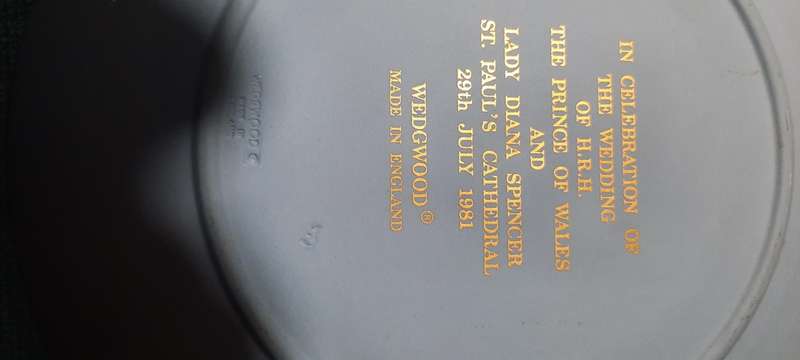 IN CELEBRATION OF
THE WEDDING
OF H.R.H.
THE PRINCE OF WALES
AND
LADY DIANA SPENCER
ST. PAUL'S CATHEDRAL
29th JULY 1981
WEDGWOOD®
MADE IN ENGLAND
WEDGWOOD ©